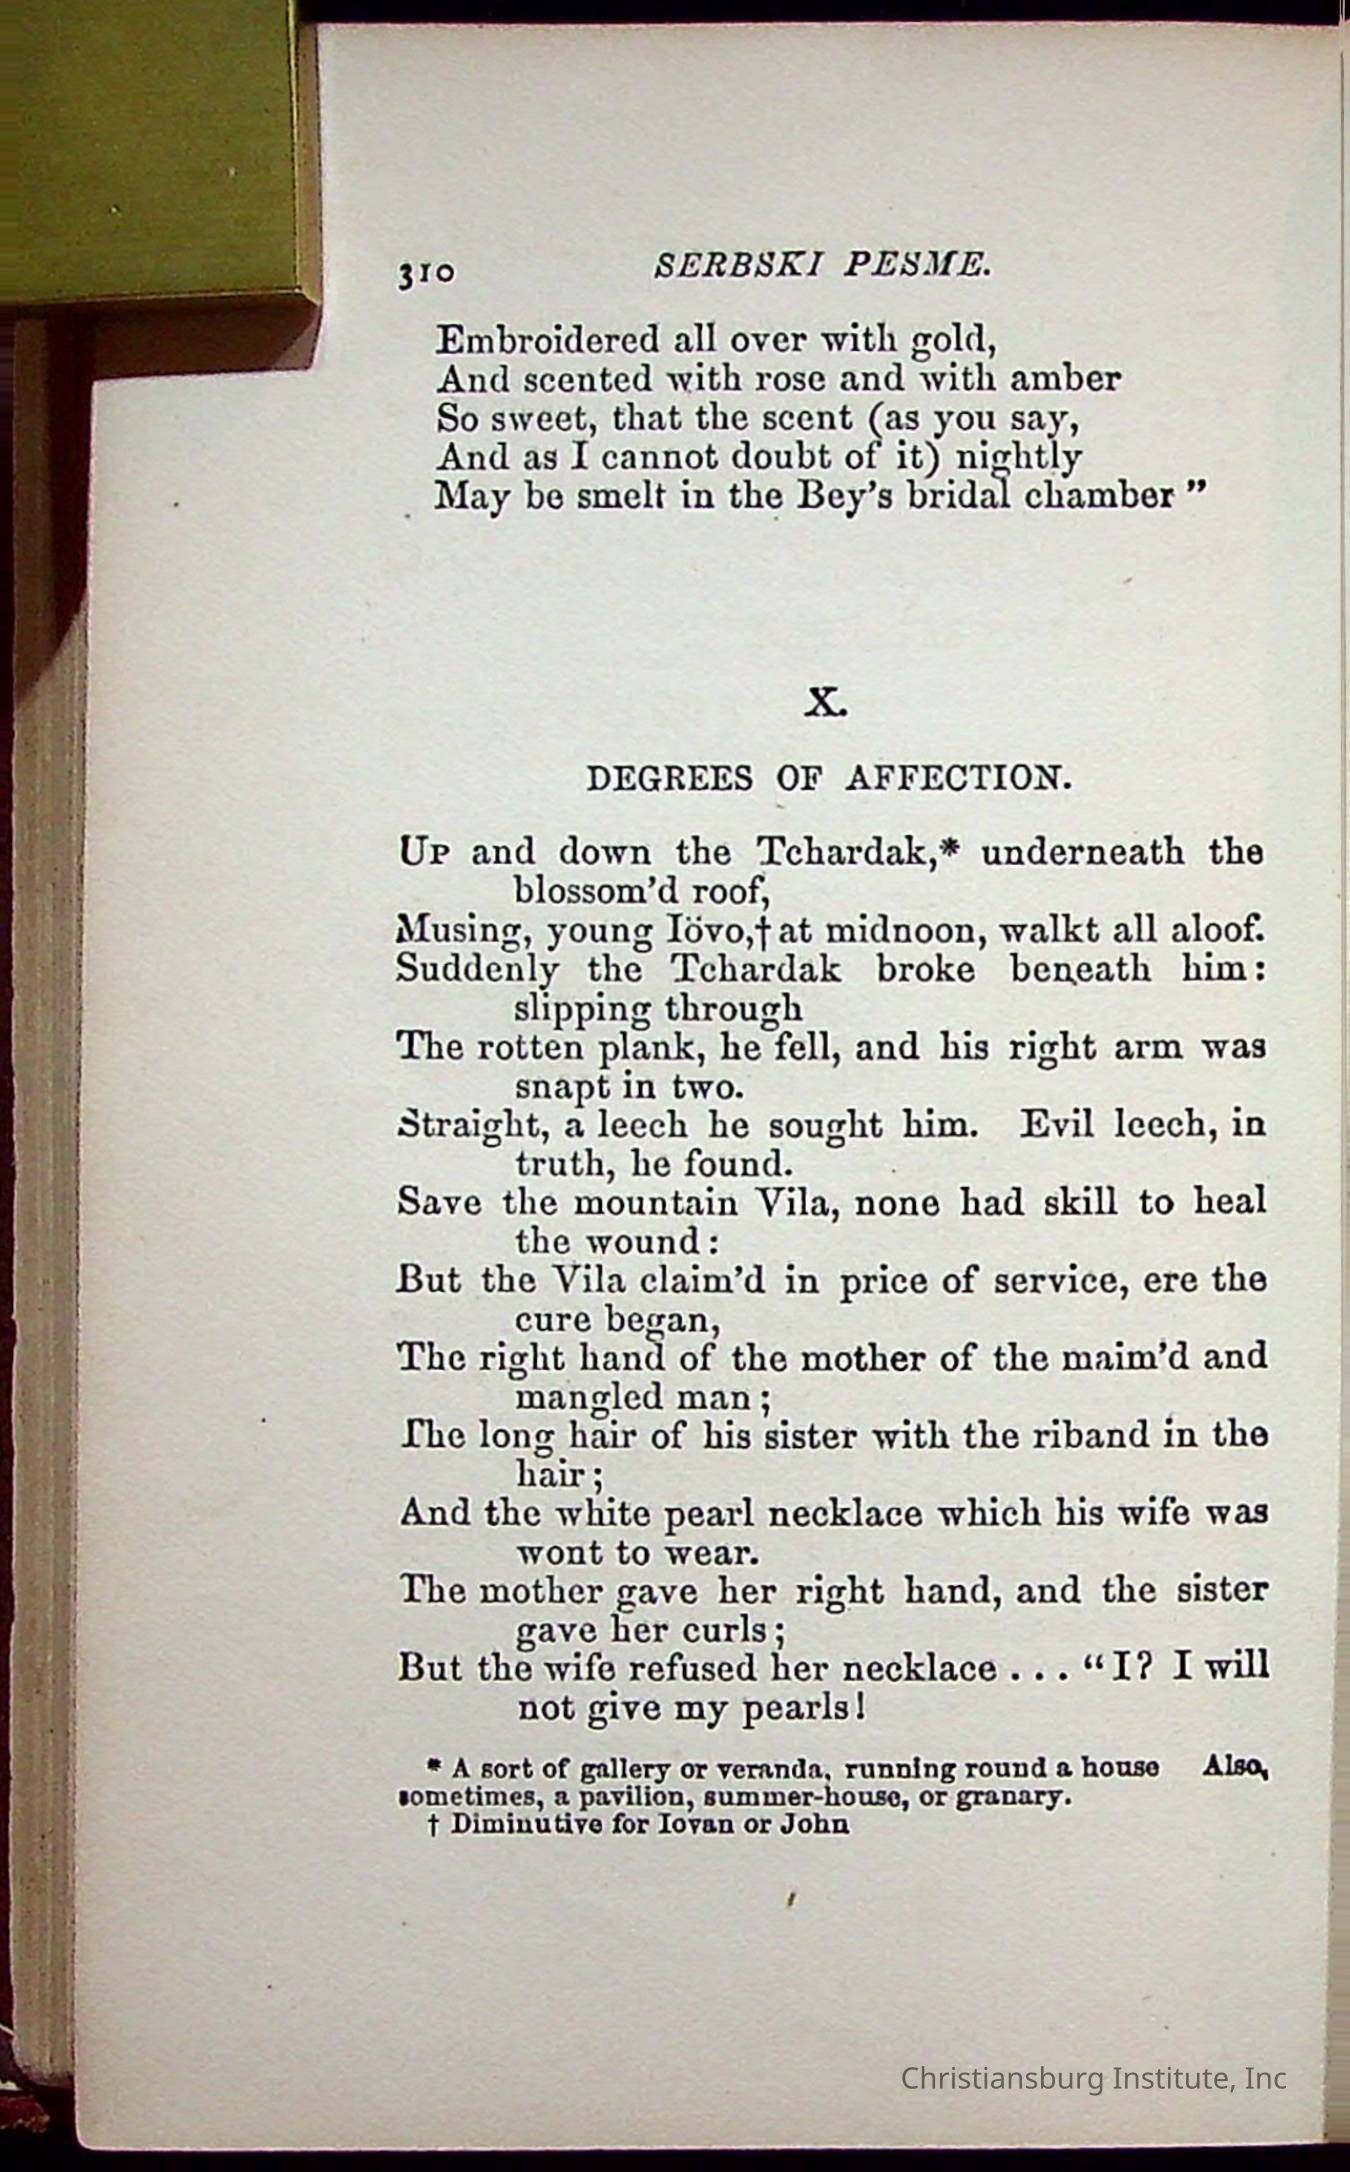 310
SERBSKI PESME.
Embroidered all over with gold,
And scented with rose and with amber
So sweet, that the scent (as you say,
And as I cannot doubt of it) nightly
May be smelt in the Bey's bridal chamber"
X.
DEGREES OF AFFECTION.
UP and down the Tchardak,* underneath the
blossom'd roof,
Musing, young Iövo,† at midnoon, walkt all aloof.
Suddenly the Tchardak broke beneath him:
slipping through
The rotten plank, he fell, and his right arm was
snapt in two.
Straight, a leech he sought him. Evil leech, in
truth, he found.
Save the mountain Vila, none had skill to heal
the wound:
But the Vila claim'd in price of service, ere the
cure began,
The right hand of the mother of the maim'd and
mangled man;
The long hair of his sister with the riband in the
hair;
And the white pearl necklace which his wife was
wont to wear.
The mother gave her right hand, and the sister
gave her curls;
But the wife refused her necklace . . . "I? I will
not give my pearls!
* A sort of gallery or veranda, running round a house Also,
sometimes, a pavilion, summer-house, or granary.
† Diminutive for Iovan or John
Christiansburg Institute, Inc